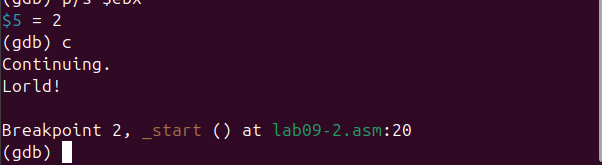 (gdb) p/s $ebx
$5 = 2
(gdb) c
Continuing.
Lorld!
Breakpoint 2, _start () at lab09-2.asm:20
(gdb)